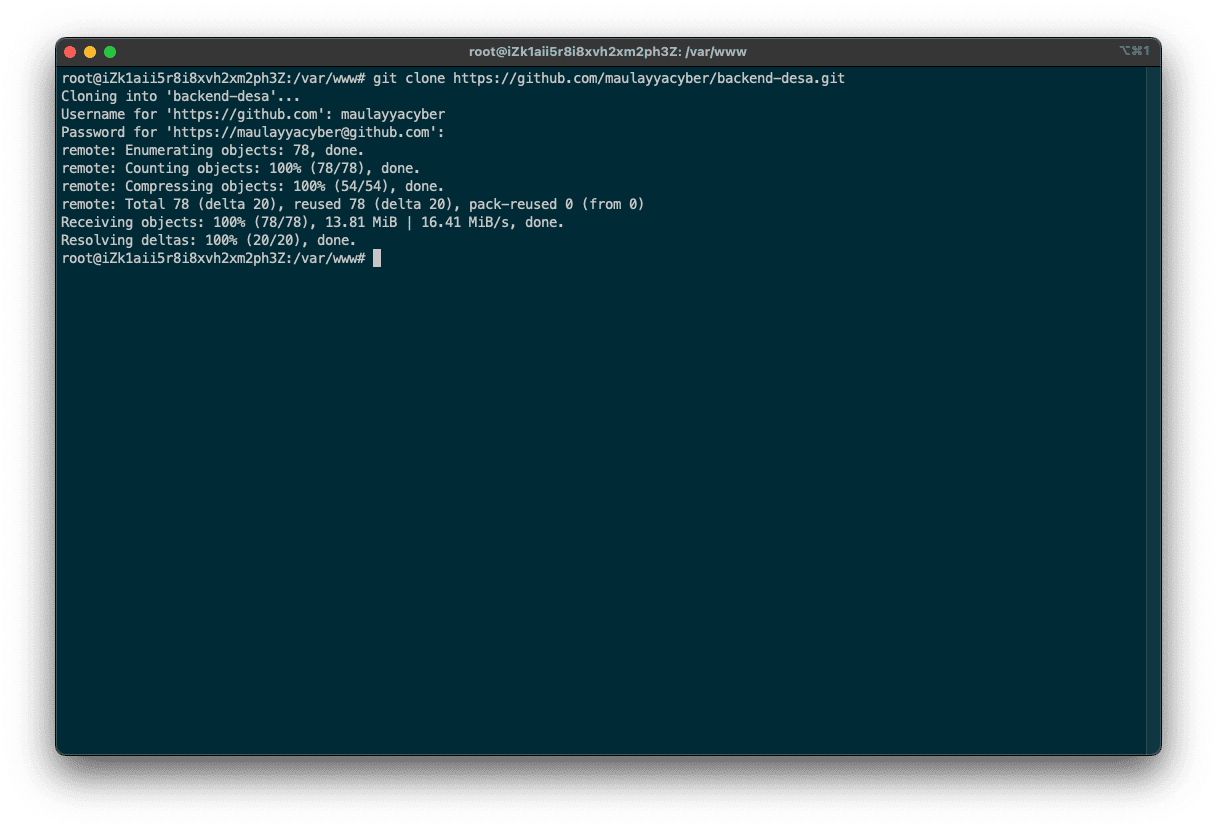 root@iZk1aii5r8i8xvh2xm2ph3Z: /var/www
⌥⌘1
root@iZk1aii5r8i8xvh2xm2ph3Z:/var/www# git clone https://github.com/maulayyacyber/backend-desa.git
Cloning into 'backend-desa'...
Username for 'https://github.com': maulayyacyber
Password for 'https://maulayyacyber@github.com':
remote: Enumerating objects: 78, done.
remote: Counting objects: 100% (78/78), done.
remote: Compressing objects: 100% (54/54), done.
remote: Total 78 (delta 20), reused 78 (delta 20), pack-reused 0 (from 0)
Receiving objects: 100% (78/78), 13.81 MiB | 16.41 MiB/s, done.
Resolving deltas: 100% (20/20), done.
root@iZk1aii5r8i8xvh2xm2ph3Z:/var/www#